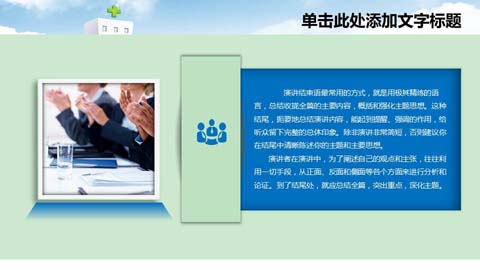 单击此处添加文字标题
演讲结束语最常用的方式，就是用极其精练的语
言，总结收拢全篇的主要内容，概括和强化主题思想。这种
结尾，扼要地总结演讲内容，能起到提醒、强调的作用，给
听众留下完整的总体印象。除非演讲非常简短，否则建议你
在结尾中清晰陈述你的主题和主要思想。
演讲者在演讲中，为了阐述自己的观点和主张，往往利
用一切手段，从正面、反面和侧面等各个方面来进行分析和
论证。到了结尾处，就应总结全篇，突出重点，深化主题。